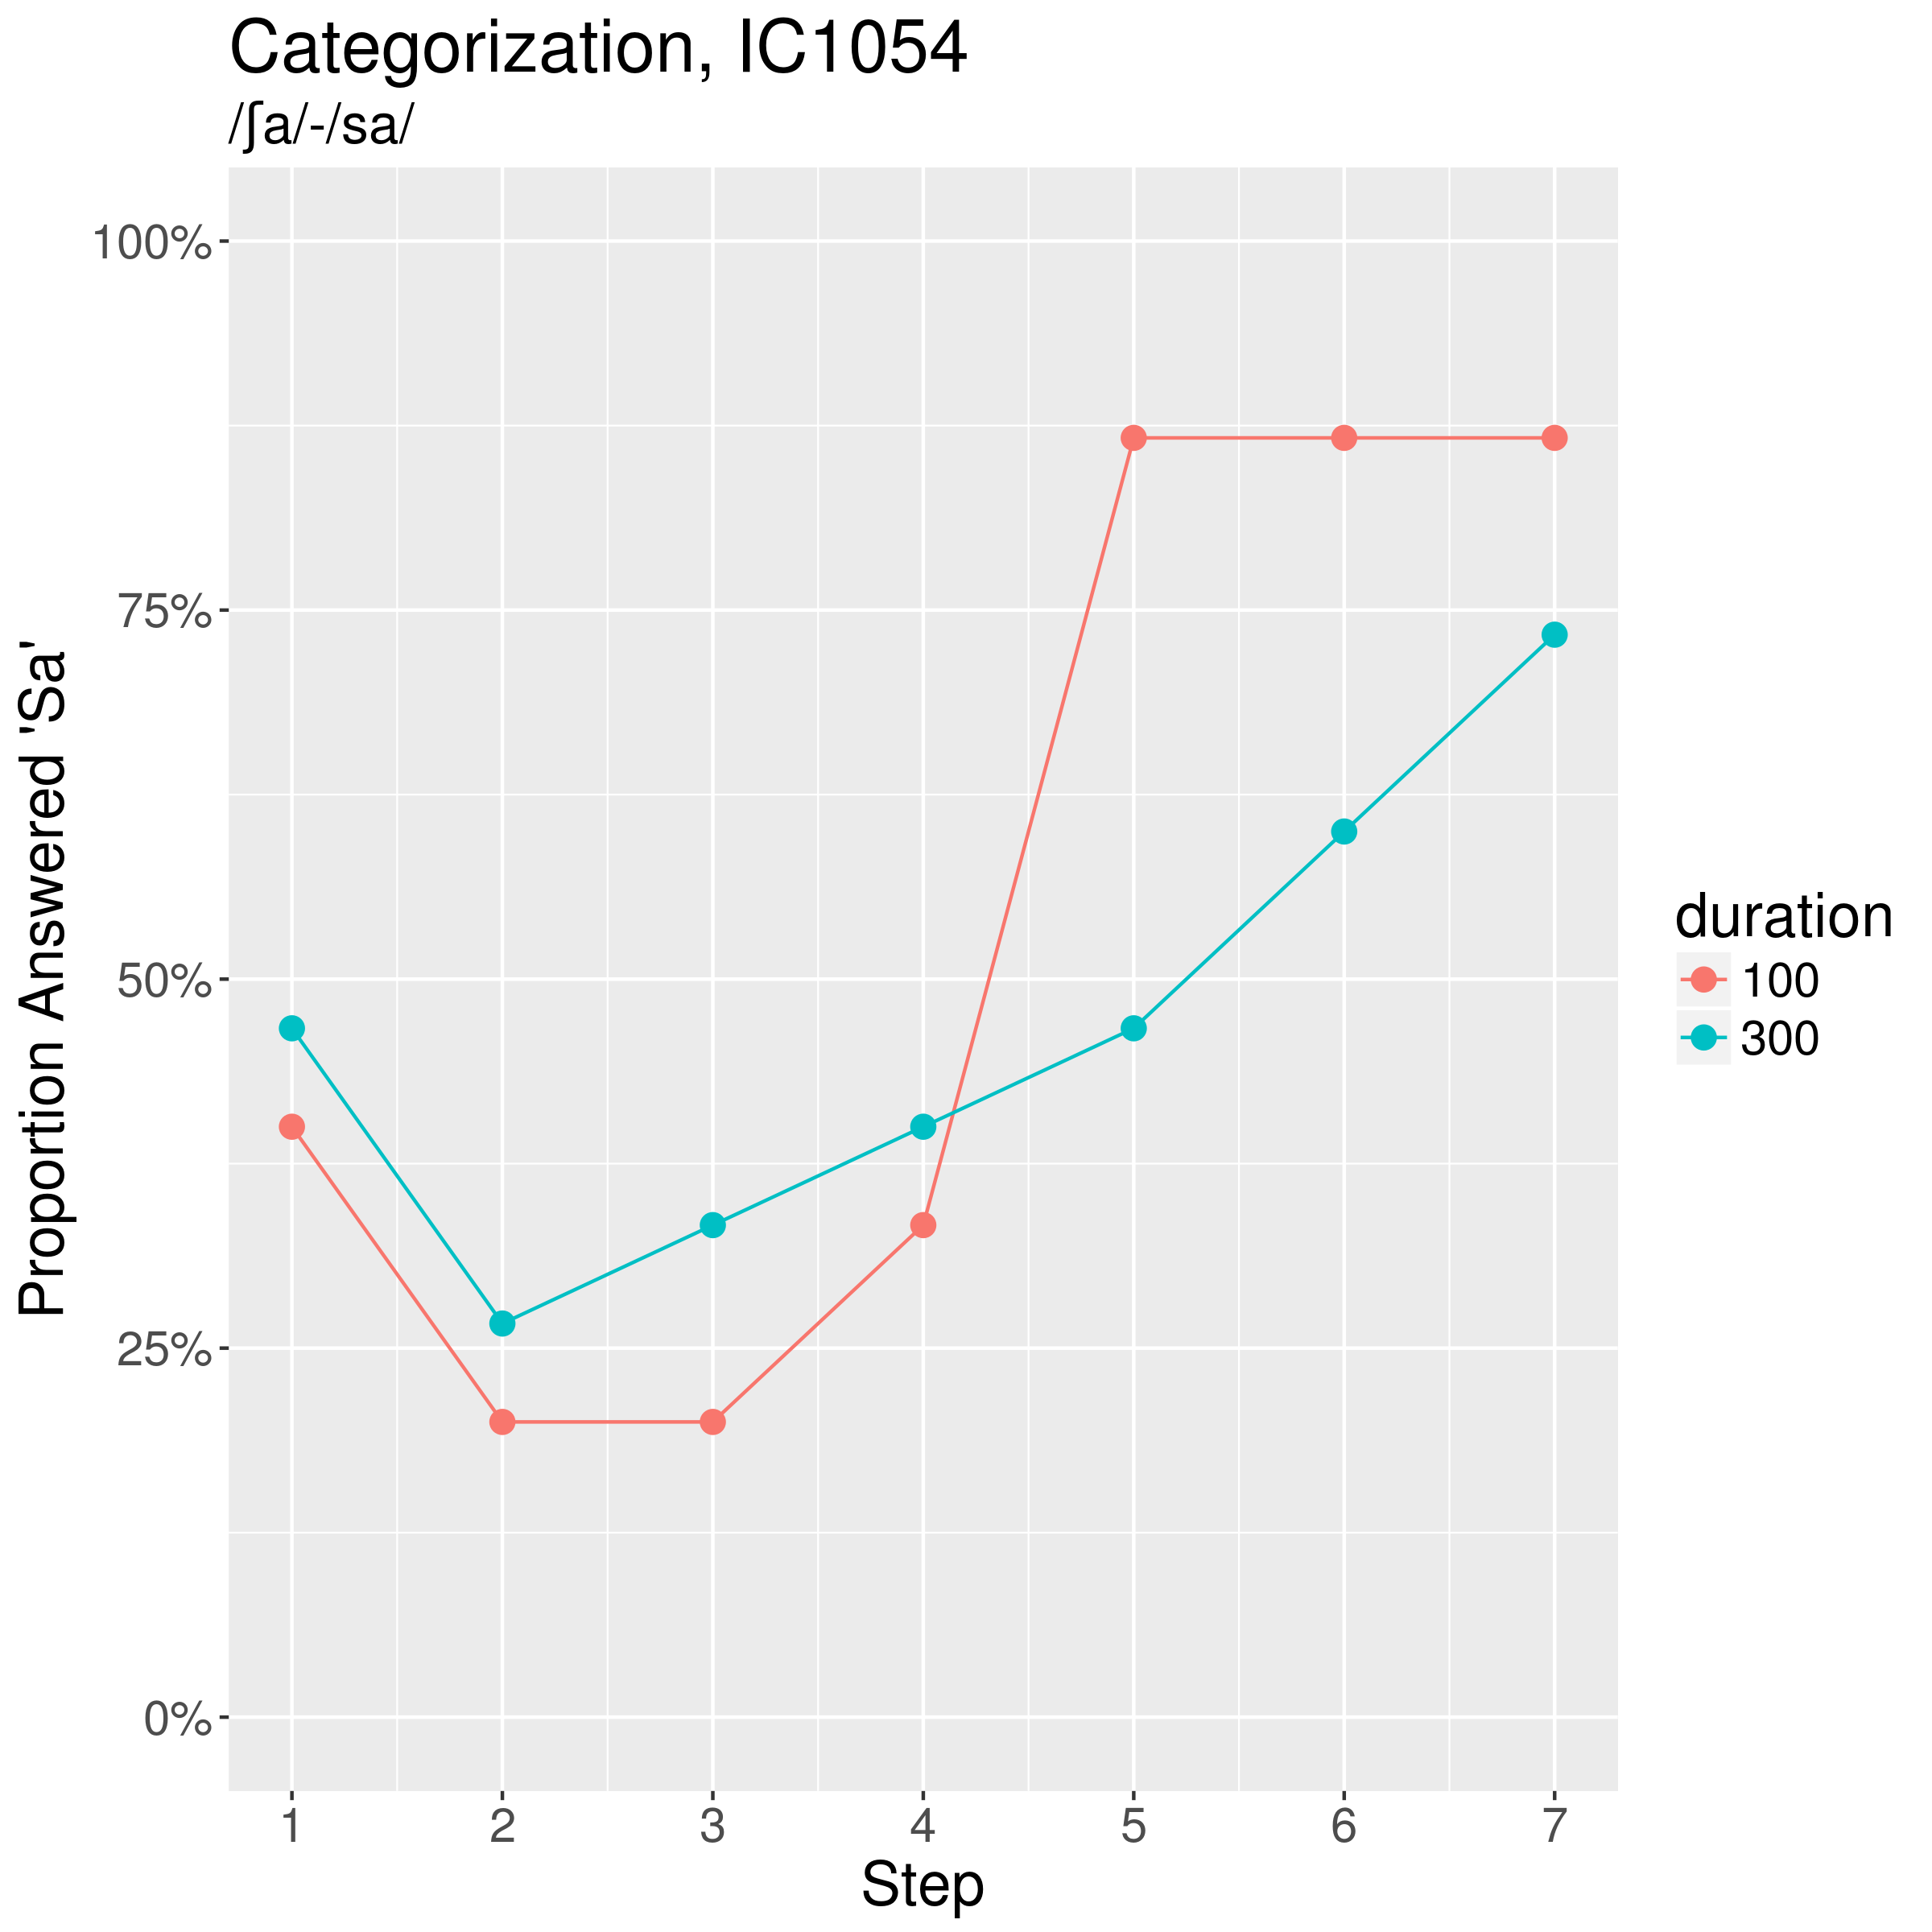 Categorization, IC1054
/ʃa/-/sa/
Proportion Answered 'Sa'
100%
75%
50%
25%
0%
1 2 3 4 5 6 7
Step
duration
100
300